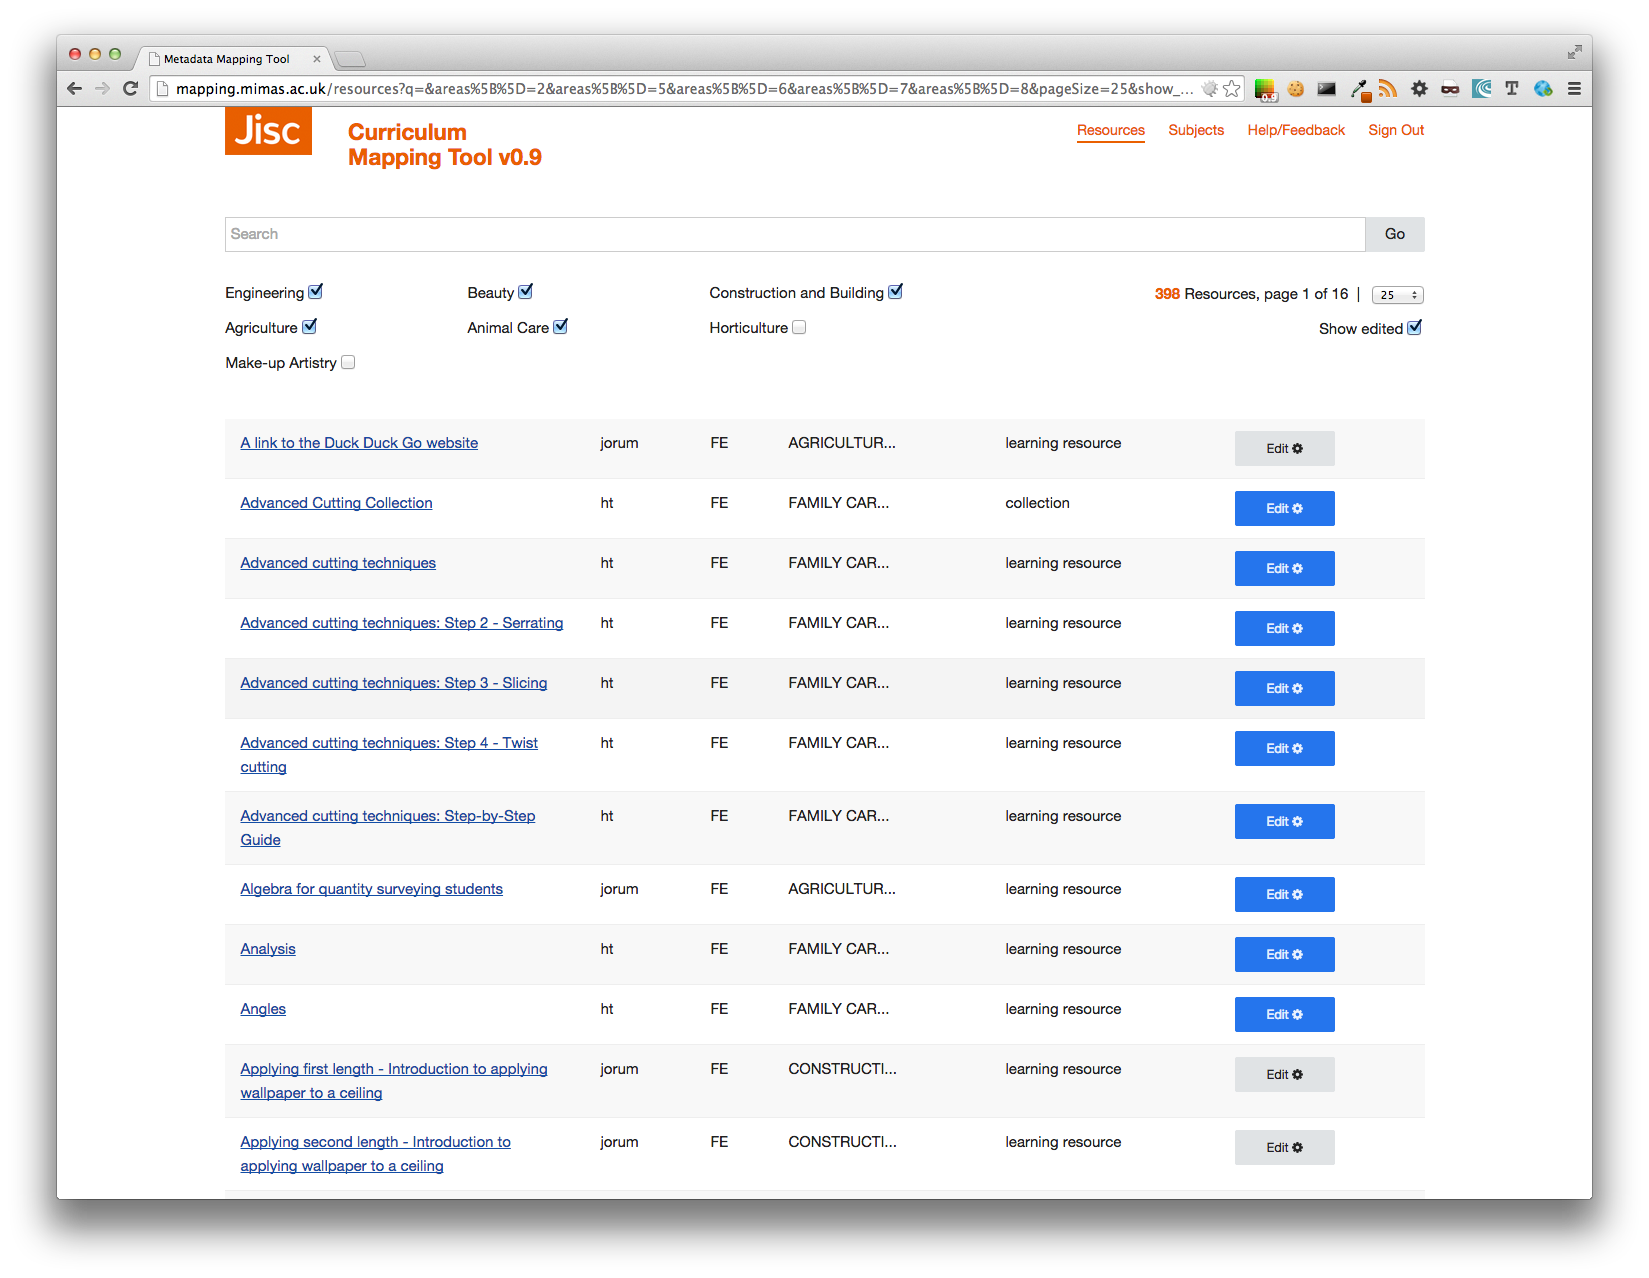 Metadata Mapping Tool
mapping.mimas.ac.uk/resources?q=&areas%5B%5D=2&areas%5B%5D=5&areas%5B%5D=6&areas%5B%5D=7&areas%5B%5D=8&pageSize=25&show_...
0.9
T
Jisc
Curriculum
Mapping Tool v0.9
Resources Subjects Help/Feedback Sign Out
Search Go
Engineering Beauty Construction and Building 398 Resources, page 1 of 16 | 25
Agriculture Animal Care Horticulture Show edited
Make-up Artistry
A link to the Duck Duck Go website jorum FE AGRICULTUR... learning resource Edit
Advanced Cutting Collection ht FE FAMILY CAR... collection Edit
Advanced cutting techniques ht FE FAMILY CAR... learning resource Edit
Advanced cutting techniques: Step 2 - Serrating ht FE FAMILY CAR... learning resource Edit
Advanced cutting techniques: Step 3 - Slicing ht FE FAMILY CAR... learning resource Edit
Advanced cutting techniques: Step 4 - Twist ht FE FAMILY CAR... learning resource Edit
cutting
Advanced cutting techniques: Step-by-Step ht FE FAMILY CAR... learning resource Edit
Guide
Algebra for quantity surveying students jorum FE AGRICULTUR... learning resource Edit
Analysis ht FE FAMILY CAR... learning resource Edit
Angles ht FE FAMILY CAR... learning resource Edit
Applying first length - Introduction to applying jorum FE CONSTRUCTI... learning resource Edit
wallpaper to a ceiling
Applying second length - Introduction to jorum FE CONSTRUCTI... learning resource Edit
applying wallpaper to a ceiling